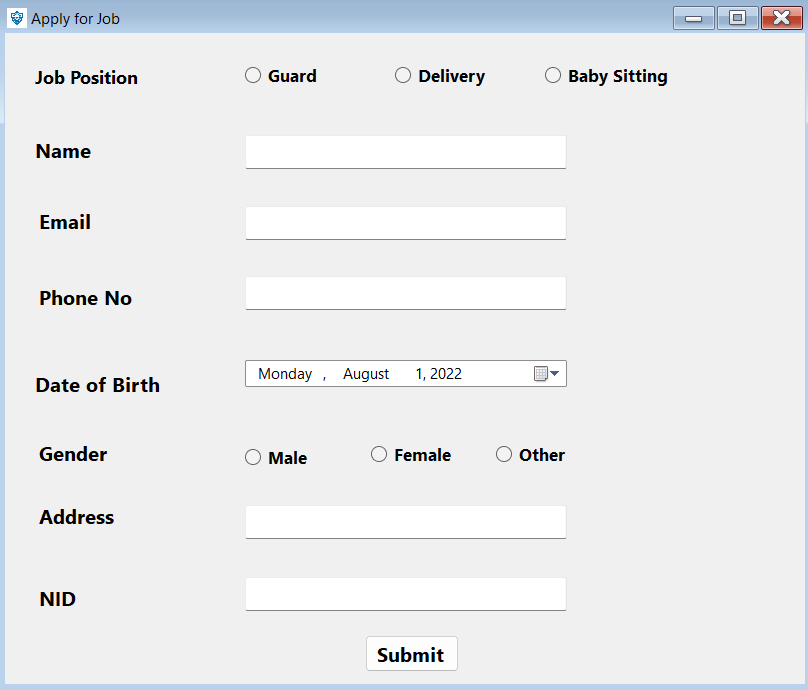 Apply for Job
Job Position Guard Delivery Baby Sitting
Name
Email
Phone No
Date of Birth Monday , August 1, 2022
Gender Male Female Other
Address
NID
Submit